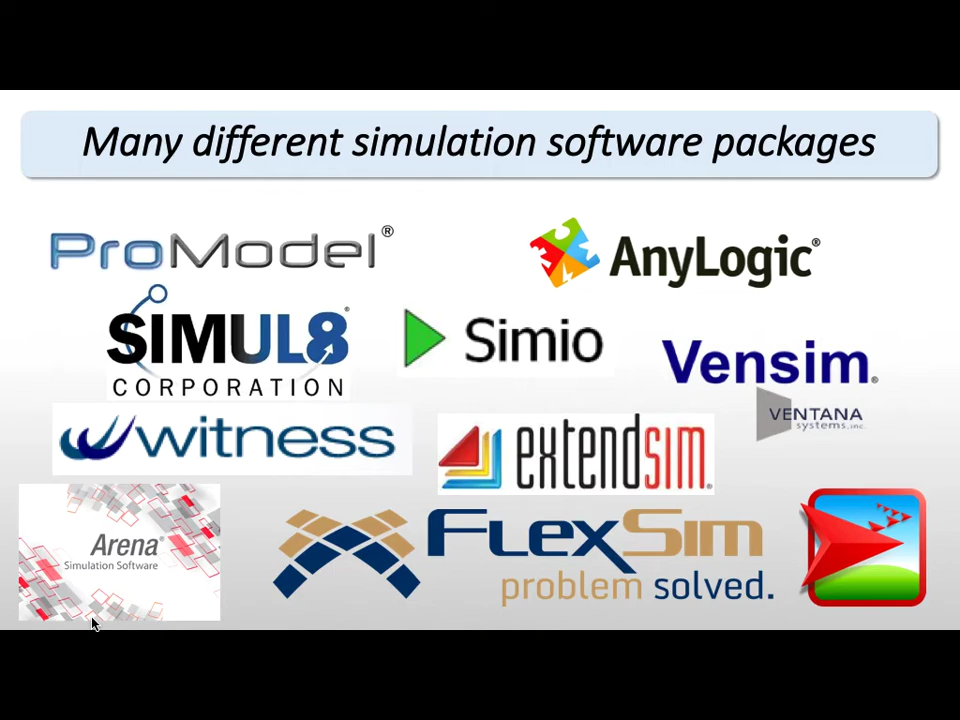 Many different simulation software packages
ProModel®
AnyLogic®
SIMUL8®
CORPORATION
Simio
Vensim®
VENTANA
systems, inc.
witness
extendsim®
Arena®
Simulation Software
FlexSim
problem solved.